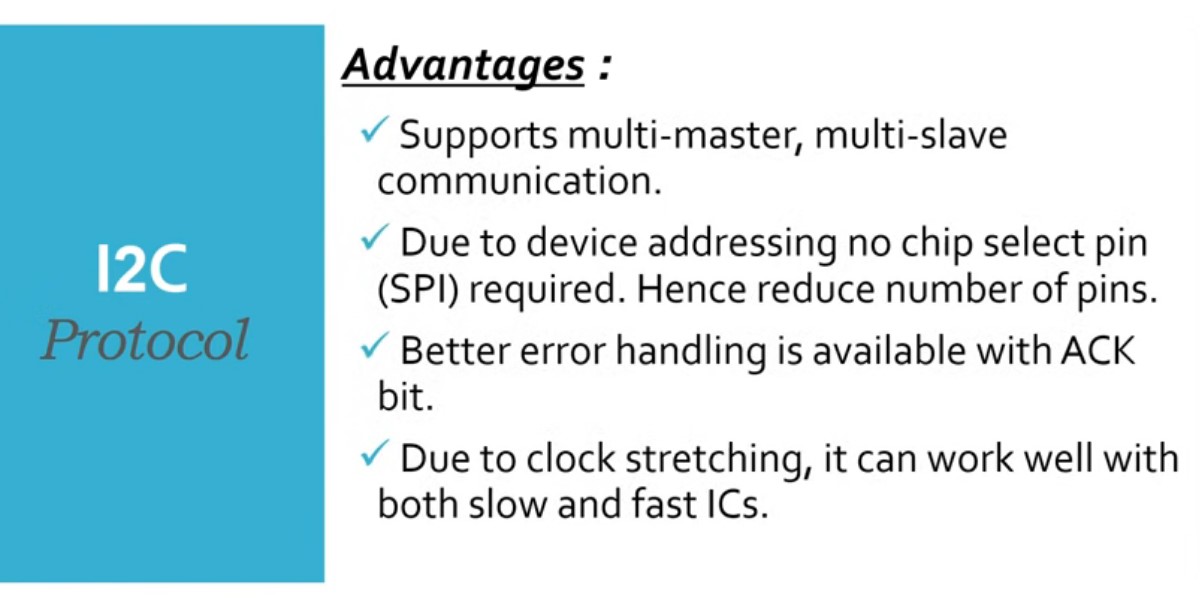 I2C
Protocol
Advantages :
✓ Supports multi-master, multi-slave
communication.
✓ Due to device addressing no chip select pin
(SPI) required. Hence reduce number of pins.
✓ Better error handling is available with ACK
bit.
✓ Due to clock stretching, it can work well with
both slow and fast ICs.